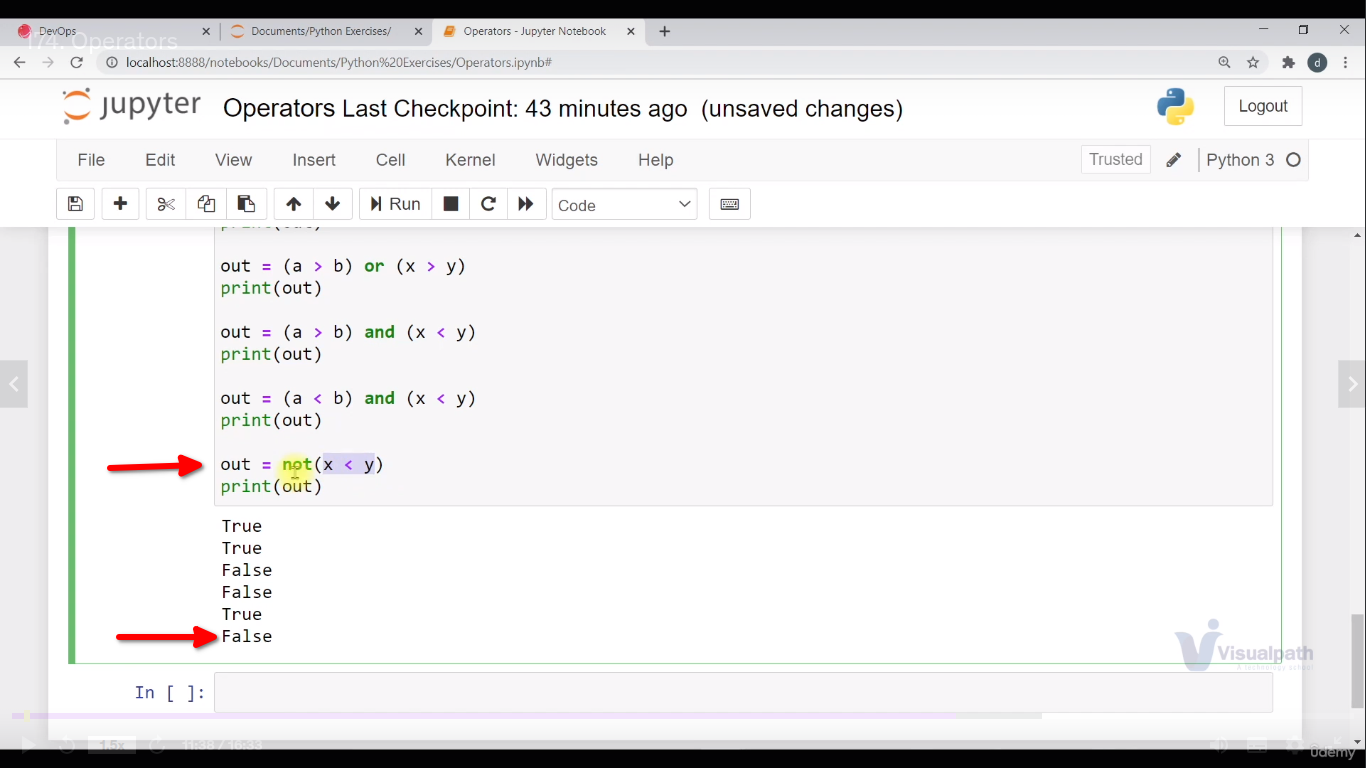 DevOps
Documents/Python Exercises/
Operators - Jupyter Notebook
174. Operators
localhost:8888/notebooks/Documents/Python%20Exercises/Operators.ipynb#
d
jupyter Operators Last Checkpoint: 43 minutes ago (unsaved changes)
Logout
File Edit View Insert Cell Kernel Widgets Help
Trusted
Python 3
Run
Code
print(out)
out = (a > b) or (x > y)
print(out)
out = (a > b) and (x < y)
print(out)
out = (a < b) and (x < y)
print(out)
out = not(x < y)
print(out)
True
True
False
False
True
False
Visualpath
A technology school
In [ ]:
1.5x
11:38 / 16:33
ûdemy